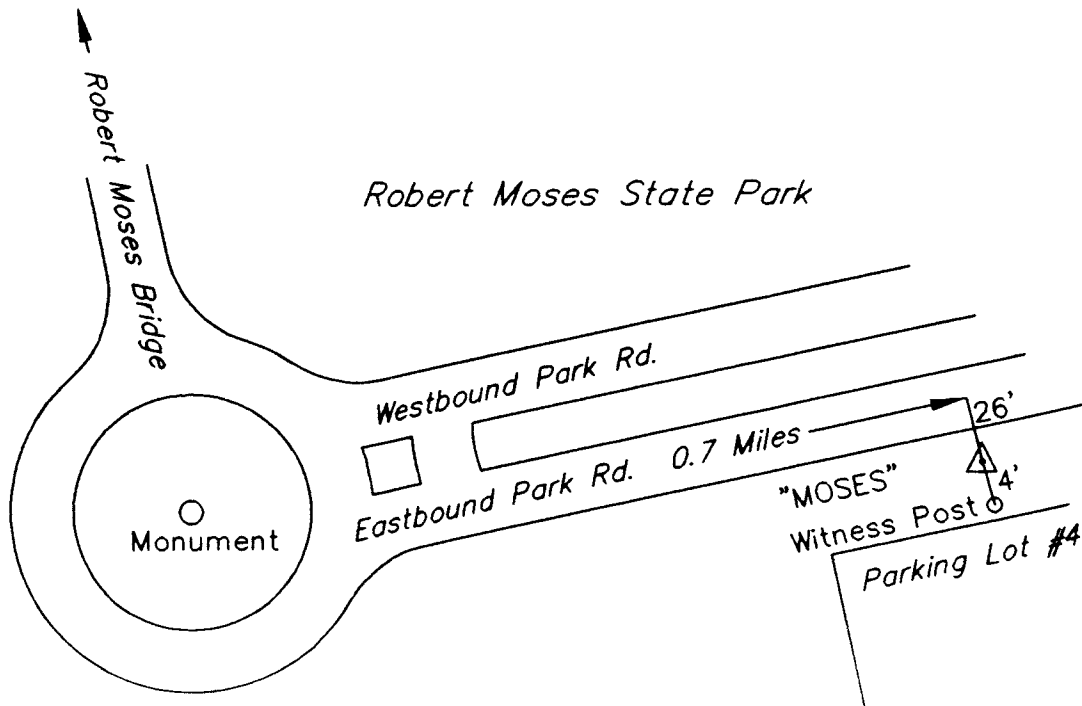 Robert Moses Bridge
Robert Moses State Park
Westbound Park Rd.
Eastbound Park Rd. 0.7 Miles
26'
"MOSES"
4'
Monument
Witness Post
Parking Lot #4